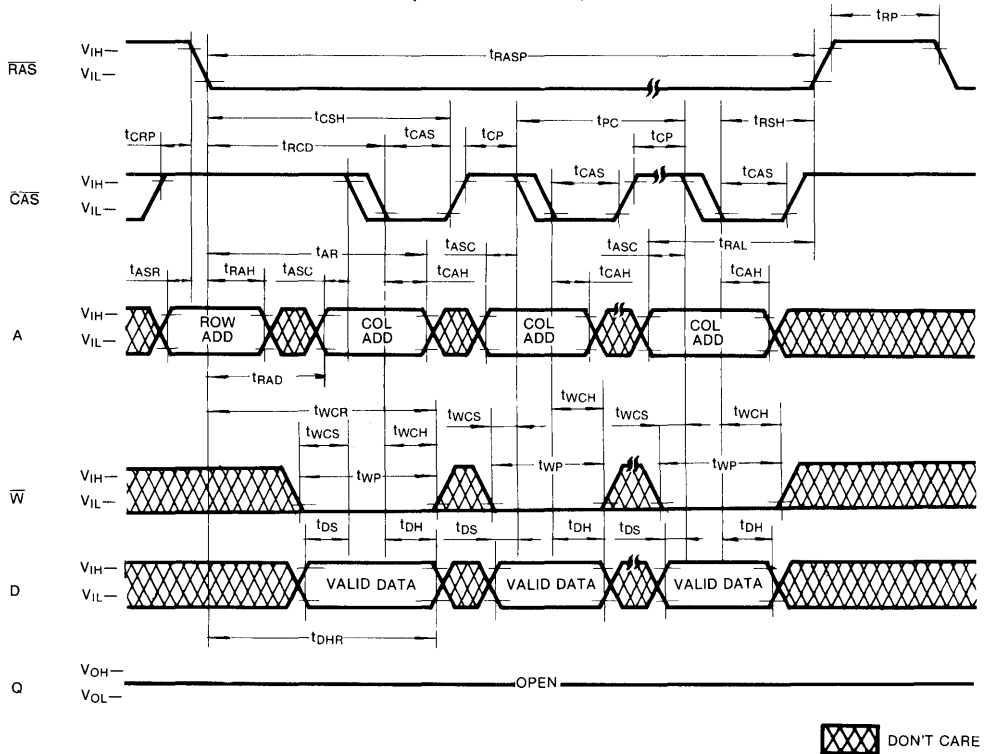 tRP
VIH
RAS
tRASP
VIL
tCSH
tPC
tRSH
tCRP
tRCD
tCAS
tCP
tCP
VIH
tCAS
tCAS
CAS
VIL
tAR
tASC
tASC
tRAL
tASR
tRAH
tASC
tCAH
tCAH
tCAH
VIH
A
ROW ADD
COL ADD
COL ADD
COL ADD
VIL
tRAD
tWCR
tWCH
tWCS
tWCH
tWCS
tWCS
tWCH
VIH
tWP
tWP
tWP
W
VIL
tDS
tDH
tDS
tDH
tDS
tDH
VIH
D
VALID DATA
VALID DATA
VALID DATA
VIL
tDHR
VOH
Q
OPEN
VOL
DON'T CARE